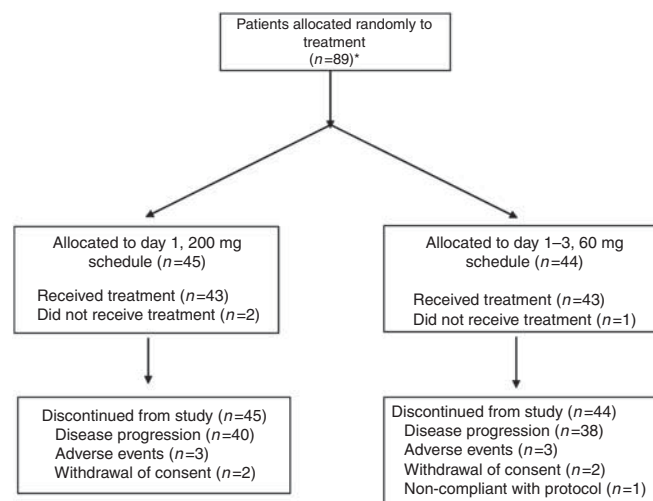 Patients allocated randomly to
treatment
(n=89)*
Allocated to day 1, 200 mg
schedule (n=45)
Received treatment (n=43)
Did not receive treatment (n=2)
Allocated to day 1–3, 60 mg
schedule (n=44)
Received treatment (n=43)
Did not receive treatment (n=1)
Discontinued from study (n=45)
Disease progression (n=40)
Adverse events (n=3)
Withdrawal of consent (n=2)
Discontinued from study (n=44)
Disease progression (n=38)
Adverse events (n=3)
Withdrawal of consent (n=2)
Non-compliant with protocol (n=1)